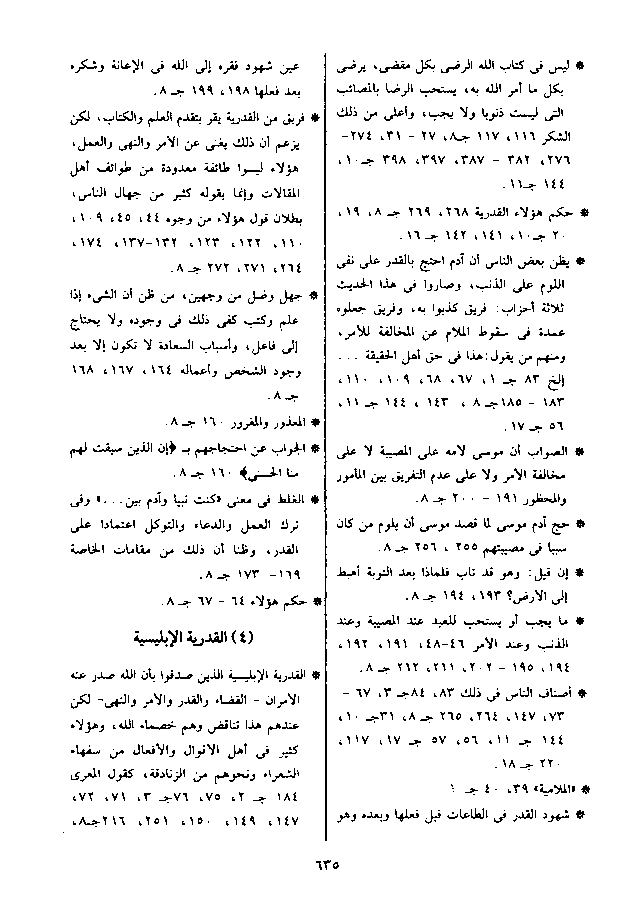 * ليس فى كتاب الله الرضى بكل مقضى، يرضى
بكل ما أمر الله به، يستحب الرضا بالمصائب
التى ليست ذنوبا ولا يجب، وأعلى من ذلك
الشكر ١١٦، ١١٧ جـ٨، ٢٧ - ٣١، ٢٧٤-
٢٧٦، ٣٨٢ - ٣٨٧، ٣٩٧، ٣٩٨ جـ١٠،
١٤٤ جـ١١.
* حكم هؤلاء القدرية ٢٦٨، ٢٦٩ جـ ٨، ١٩،
٢٠ جـ١٠، ١٤١، ١٤٢ جـ ١٦.
* يظن بعض الناس أن آدم احتج بالقدر على نفى
اللوم على الذنب، وصاروا فى هذا الحديث
ثلاثة أحزاب: فريق كذبوا به، وفريق جعلوه
عمدة فى سقوط الملام عن المخالفة للأمر،
ومنهم من يقول: هذا فى حق أهل الحقيقة ...
إلخ ٨٣ جـ ١، ٦٧، ٦٨، ١٠٩، ١١٠،
١٨٣ - ١٨٥جـ ٨ ، ١٤٣ ، ١٤٤ جـ ١١،
٥٦ جـ ١٧.
* الصواب أن موسى لامه على المصيبة لا على
مخالفة الأمر ولا على عدم التفريق بين المأمور
والمحظور ١٩١ - ٢٠٠ جـ ٨.
* حج آدم موسى لما قصد موسى أن يلوم من كان
سببا فى مصيبتهم ٢٥٥ ، ٢٥٦ جـ ٨.
* إن قيل: وهو قد تاب فلماذا بعد التوبة أهبط
إلى الأرض؟ ١٩٣، ١٩٤ جـ ٨.
* ما يجب أو يستحب للعبد عند المصيبة وعند
الذنب وعند الأمر ٤٦-٤٨، ١٩١، ١٩٢،
١٩٤، ١٩٥ - ٢٠٢، ٢١١، ٢١٢ جـ ٨.
* أصناف الناس فى ذلك ٨٣، ٨٤جـ ٣، ٦٧ -
٧٣، ١٤٧، ٢٦٤، ٢٦٥ جـ ٨، ٣١جـ ١٠،
١٤٤ جـ ١١، ٥٦، ٥٧ جـ ١٧، ١١٧،
٢٢٠ جـ ١٨.
* «الملامية» ٣٩، ٤٠ جـ ١
* شهود القدر فى الطاعات قبل فعلها وبعده وهو
عين شهود فقره إلى الله فى الإعانة وشكره
بعد فعلها ١٩٨، ١٩٩ جـ ٨.
* فريق من القدرية يقر بتقدم العلم والكتاب، لكن
يزعم أن ذلك يغنى عن الأمر والنهى والعمل،
هؤلاء ليسوا طائفة معدودة من طوائف أهل
المقالات وإنما يقوله كثير من جهال الناس،
بطلان قول هؤلاء من وجوه ٤٤، ٤٥، ١٠٩،
١١٠، ١٢٢، ١٢٣، ١٣٢-١٣٧، ١٧٤،
٢٦٤، ٢٧١، ٢٧٢ جـ ٨.
* جهل وضل من وجهين، من ظن أن الشىء إذا
علم وكتب كفى ذلك فى وجوده ولا يحتاج
إلى فاعل، وأسباب السعادة لا تكون إلا بعد
وجود الشخص وأعماله ١٦٤، ١٦٧، ١٦٨
جـ ٨.
* المعذور والمغرور ١٦٠ جـ ٨.
* الجواب عن احتجاجهم بـ ﴿إن الذين سبقت لهم
منا الحسنى﴾ ١٦٠ جـ ٨.
* الغلط فى معنى «كنت نبيا وآدم بين ...» وفى
ترك العمل والدعاء والتوكل اعتمادا على
القدر، وظنا أن ذلك من مقامات الخاصة
١٦٩- ١٧٣ جـ ٨.
* حكم هؤلاء ٦٤ - ٦٧ جـ ٨.
(٤) القدرية الإبليسية
* القدرية الإبليسية الذين صدقوا بأن الله صدر عنه
الأمران - القضاء والقدر والأمر والنهى- لكن
عندهم هذا تناقض وهم خصماء الله، وهؤلاء
كثير فى أهل الأقوال والأفعال من سفهاء
الشعراء ونحوهم من الزنادقة، كقول المعرى
١٨٤ جـ ٢، ٧٥، ٧٦جـ ٣، ٧١، ٧٢،
١٤٧، ١٤٩، ١٥٠، ٢٥١، ٢١٦جـ٨،
٦٣٥